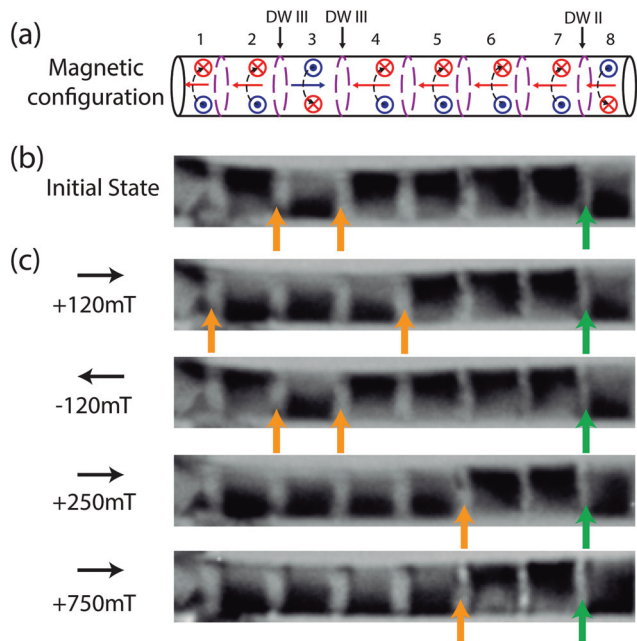 DW III DW III DW II
(a) 1 2 3 4 5 6 7 8
Magnetic
configuration
(b)
Initial State
(c)
+120mT
-120mT
+250mT
+750mT